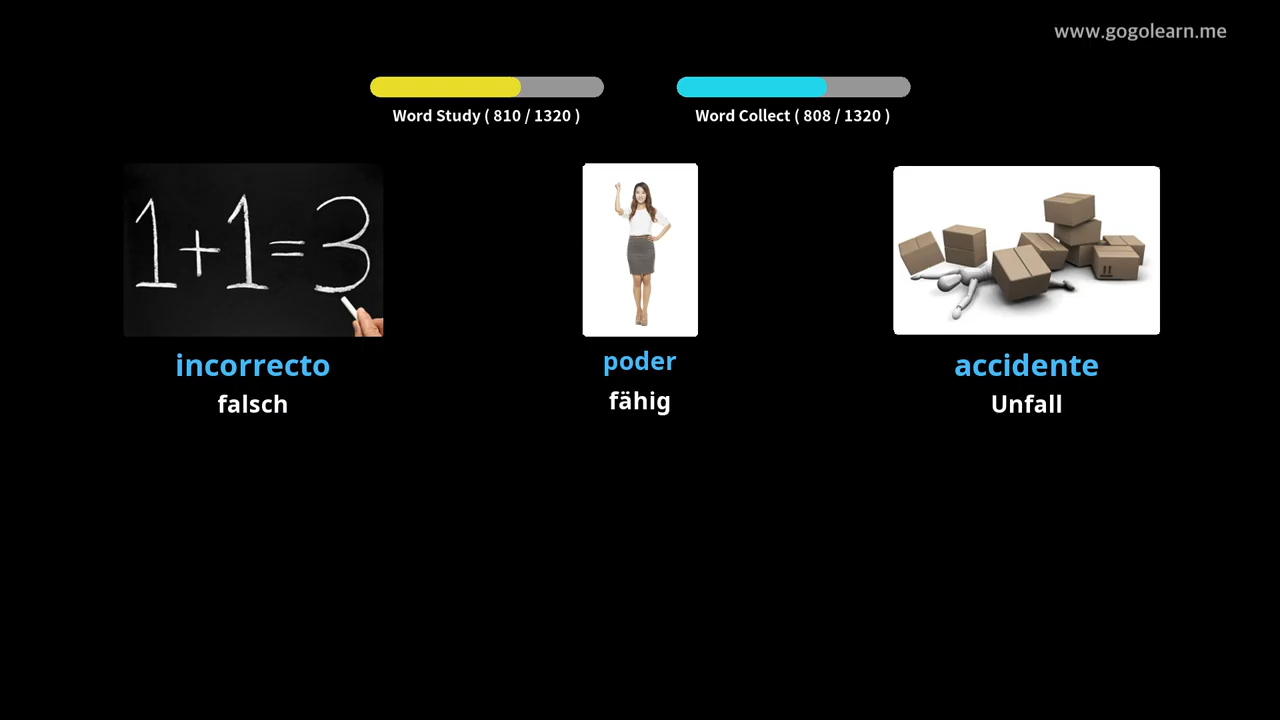 www.gogolearn.me
Word Study ( 810 / 1320 )
Word Collect ( 808 / 1320 )
1+1=3
incorrecto
falsch
poder
fähig
accidente
Unfall